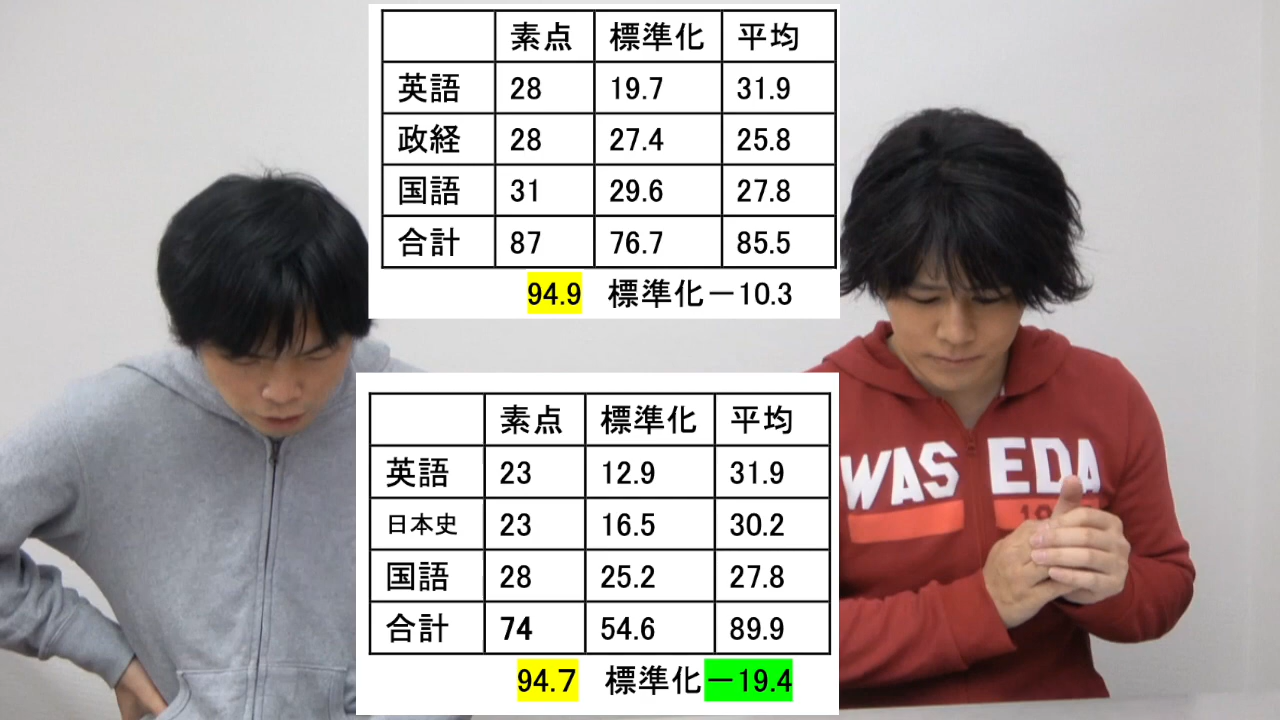 素点 標準化 平均
英語 28 19.7 31.9
政経 28 27.4 25.8
国語 31 29.6 27.8
合計 87 76.7 85.5
94.9 標準化－10.3
素点 標準化 平均
英語 23 12.9 31.9
日本史 23 16.5 30.2
国語 28 25.2 27.8
合計 74 54.6 89.9
94.7 標準化－19.4
WASEDA